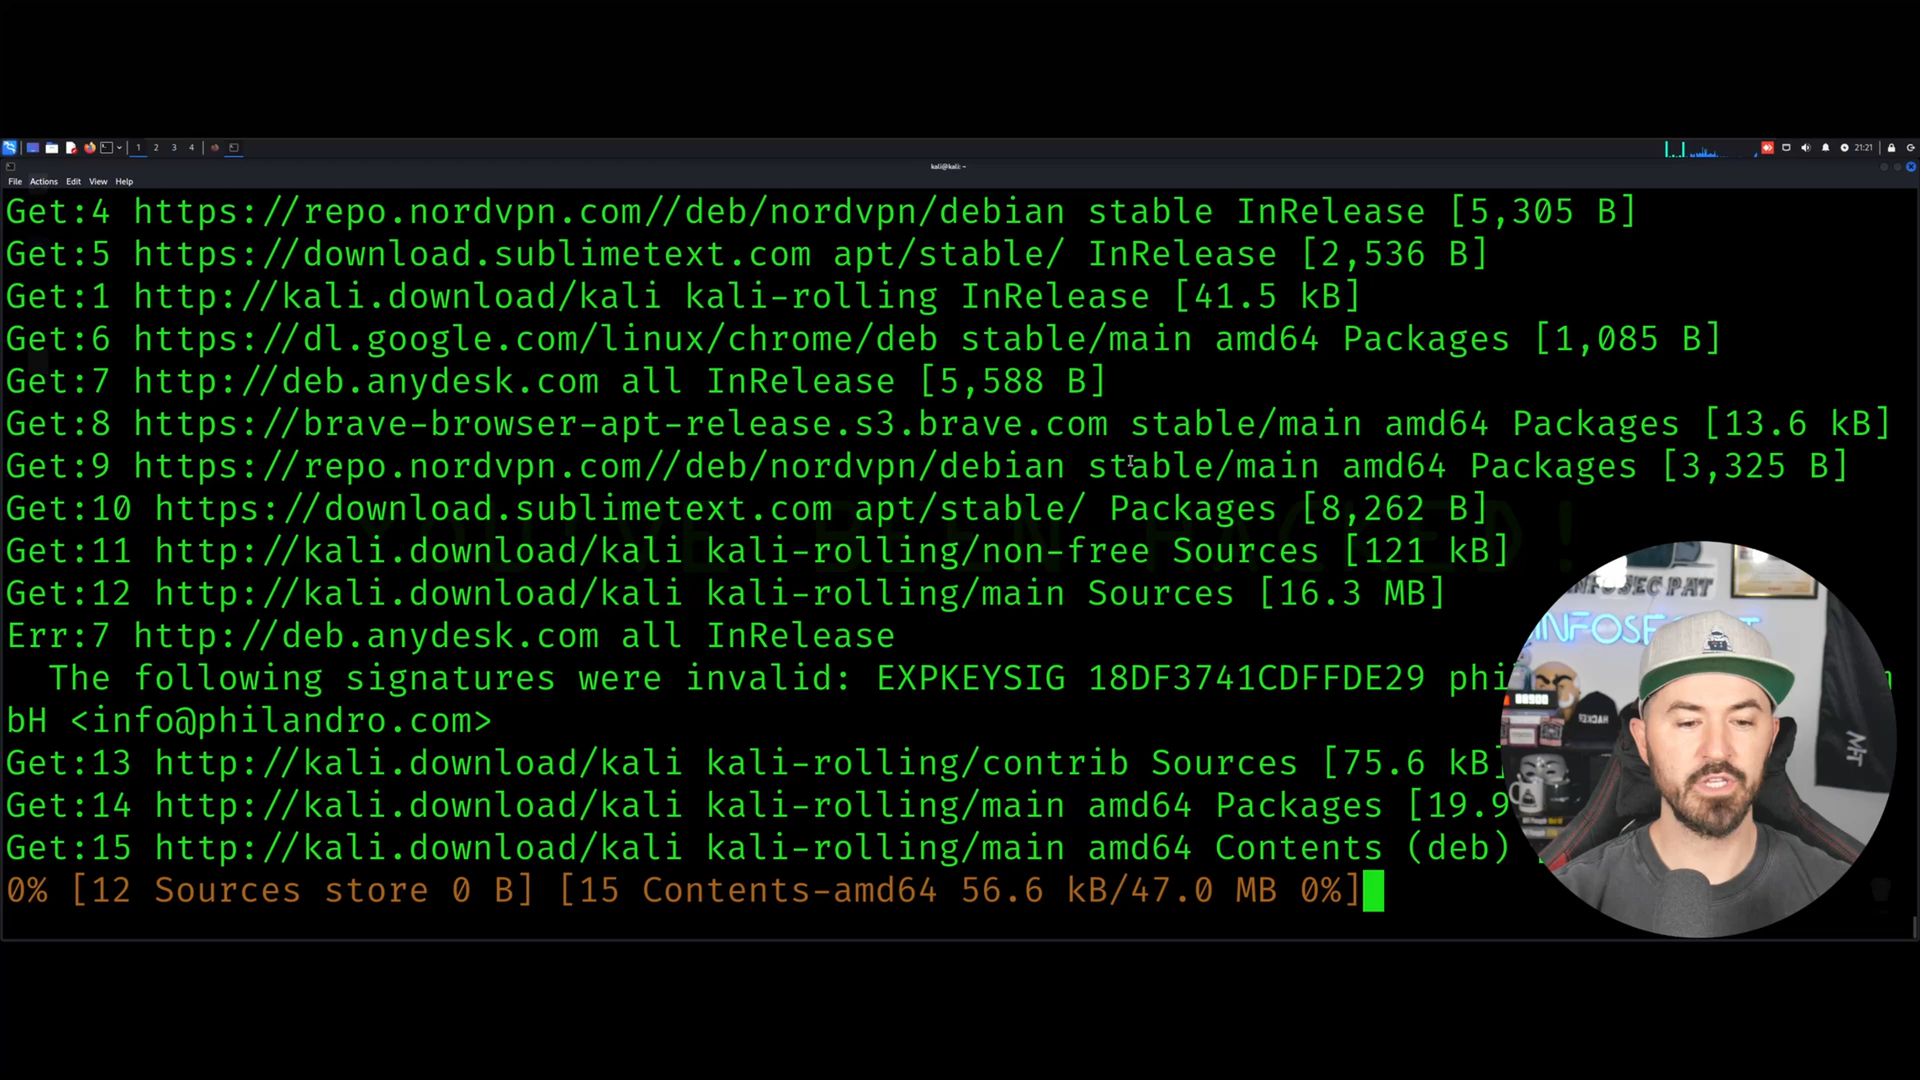 1 2 3 4 21:21
kali@kali: ~
File Actions Edit View Help
Get:4 https://repo.nordvpn.com//deb/nordvpn/debian stable InRelease [5,305 B]
Get:5 https://download.sublimetext.com apt/stable/ InRelease [2,536 B]
Get:1 http://kali.download/kali kali-rolling InRelease [41.5 kB]
Get:6 https://dl.google.com/linux/chrome/deb stable/main amd64 Packages [1,085 B]
Get:7 http://deb.anydesk.com all InRelease [5,588 B]
Get:8 https://brave-browser-apt-release.s3.brave.com stable/main amd64 Packages [13.6 kB]
Get:9 https://repo.nordvpn.com//deb/nordvpn/debian stable/main amd64 Packages [3,325 B]
Get:10 https://download.sublimetext.com apt/stable/ Packages [8,262 B]
Get:11 http://kali.download/kali kali-rolling/non-free Sources [121 kB]
Get:12 http://kali.download/kali kali-rolling/main Sources [16.3 MB]
Err:7 http://deb.anydesk.com all InRelease
The following signatures were invalid: EXPKEYSIG 18DF3741CDFFDE29 phi
bH <info@philandro.com>
Get:13 http://kali.download/kali kali-rolling/contrib Sources [75.6 kB]
Get:14 http://kali.download/kali kali-rolling/main amd64 Packages [19.9
Get:15 http://kali.download/kali kali-rolling/main amd64 Contents (deb)
0% [12 Sources store 0 B] [15 Contents-amd64 56.6 kB/47.0 MB 0%]
INFOSEC PAT
HACK